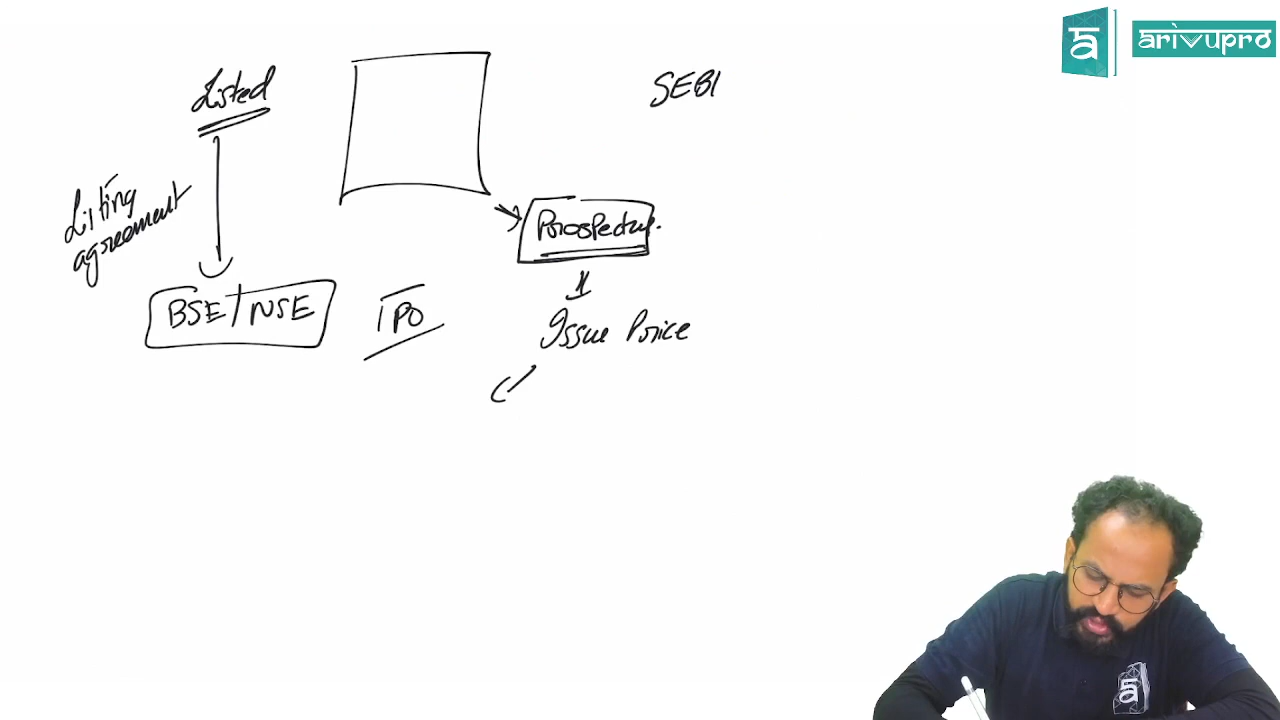 arivupro
Listed
SEBI
Listing
agreement
Prospectus.
BSE/NSE
IPO
Issue Price